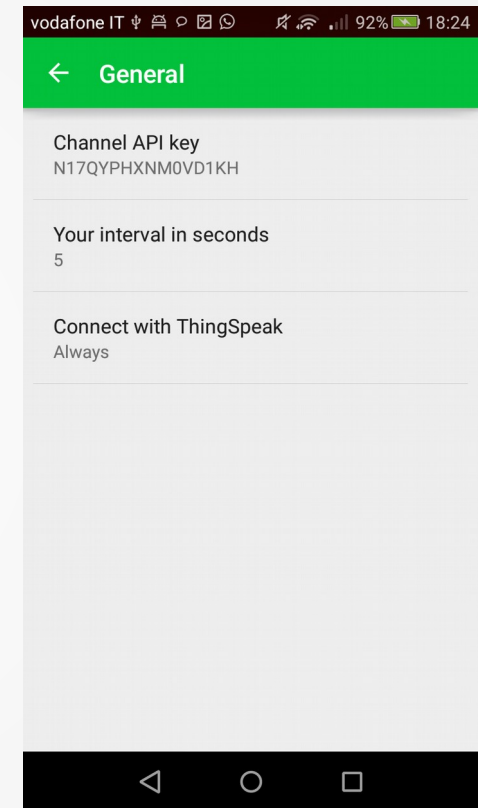 vodafone IT 92% 18:24
General
Channel API key
N17QYPHXNM0VD1KH
Your interval in seconds
5
Connect with ThingSpeak
Always